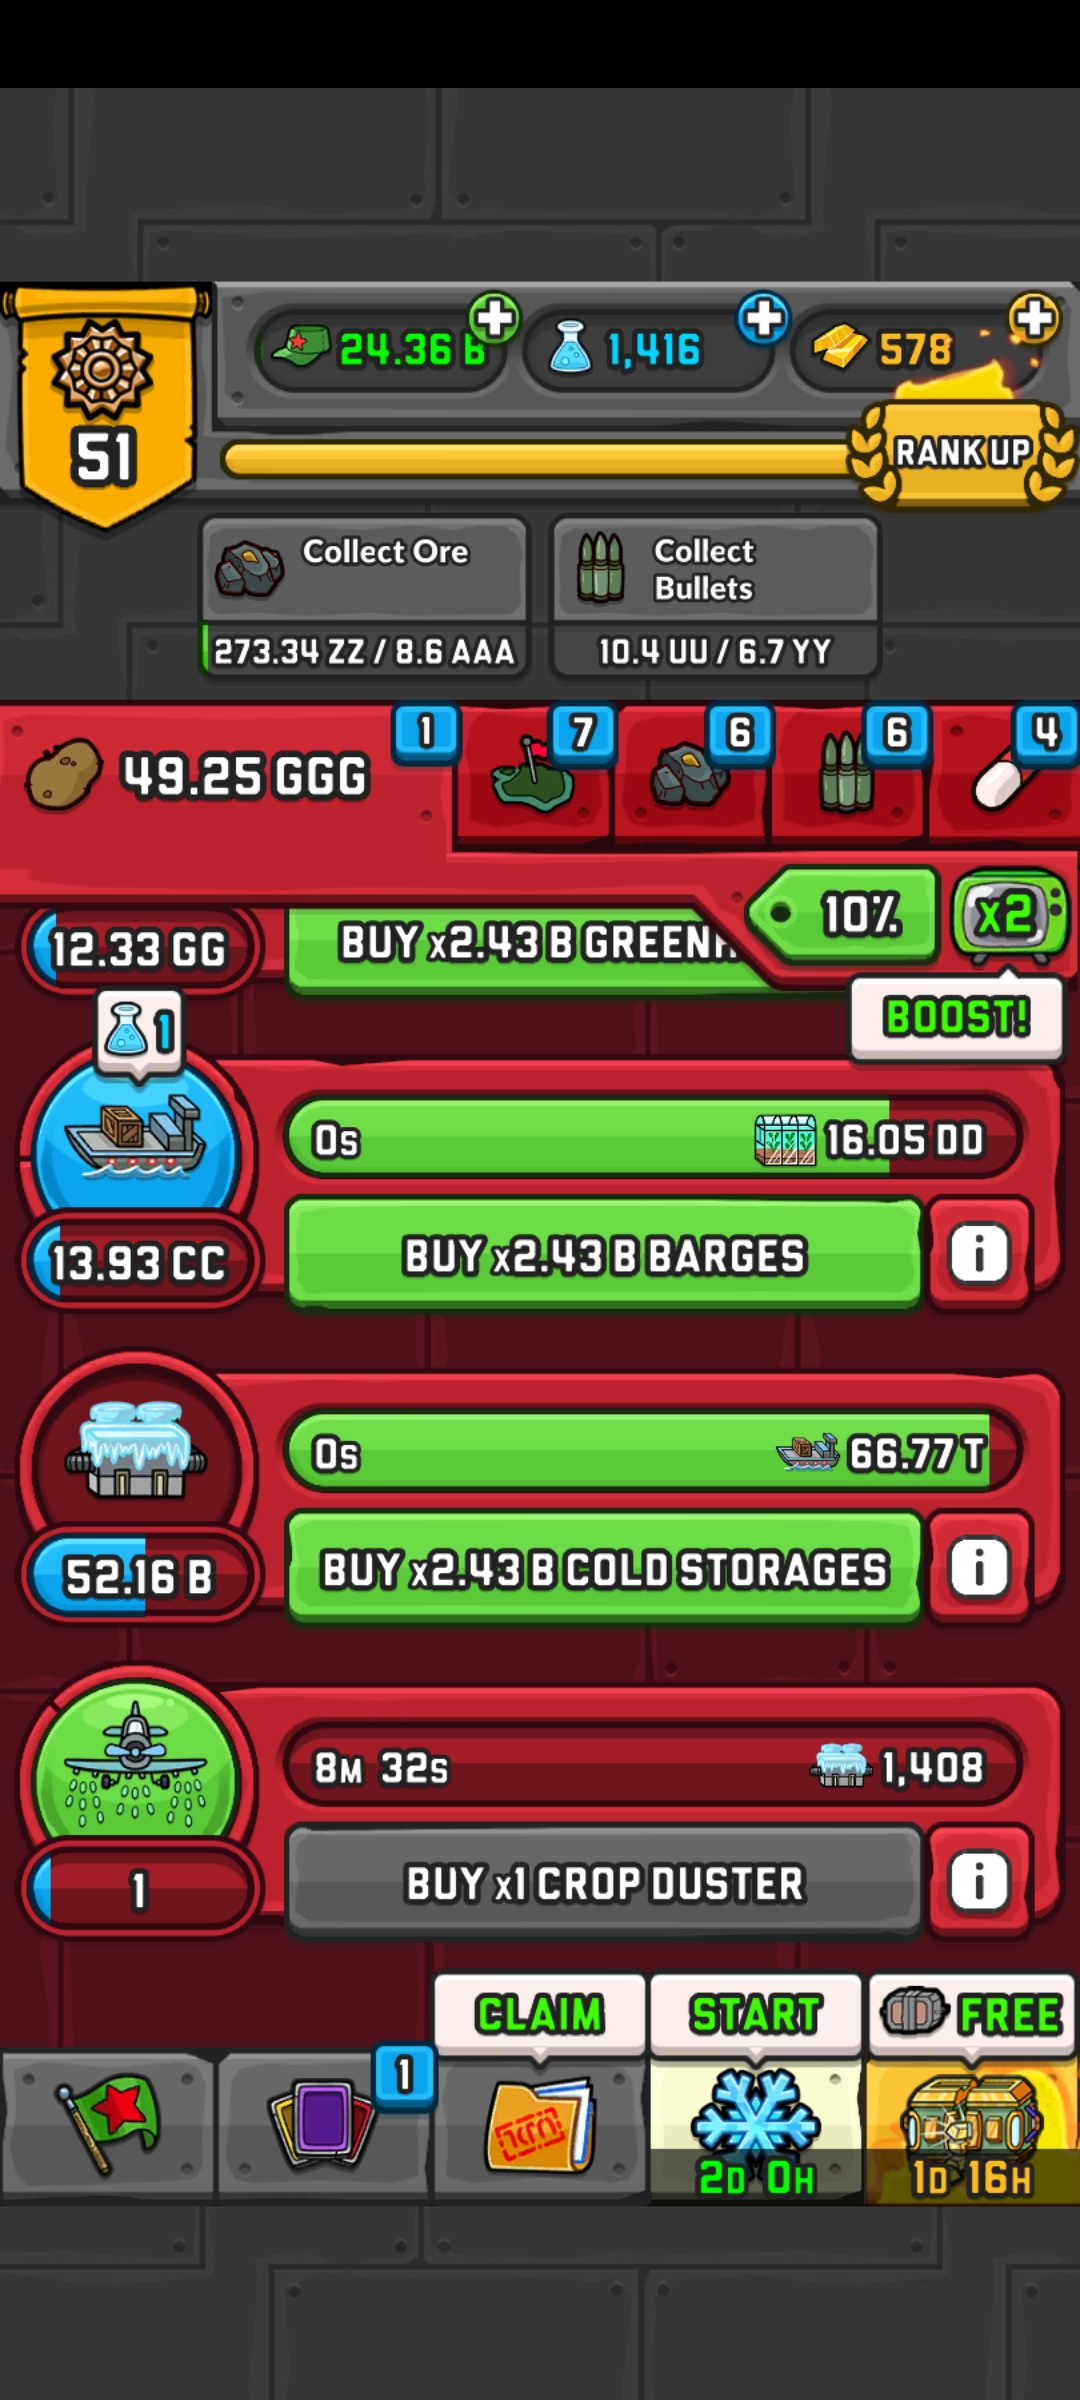 24.36 B
1,416
578
51
RANK UP
Collect Ore
273.34 ZZ / 8.6 AAA
Collect
Bullets
10.4 UU / 6.7 YY
49.25 GGG
1
7
6
6
4
10%
x2
BOOST!
12.33 GG
BUY x2.43 B GREENH
1
0s
16.05 DD
13.93 CC
BUY x2.43 B BARGES
i
0s
66.77 T
52.16 B
BUY x2.43 B COLD STORAGES
i
8M 32s
1,408
1
BUY x1 CROP DUSTER
i
CLAIM
START
FREE
1
2D 0H
1D 16H